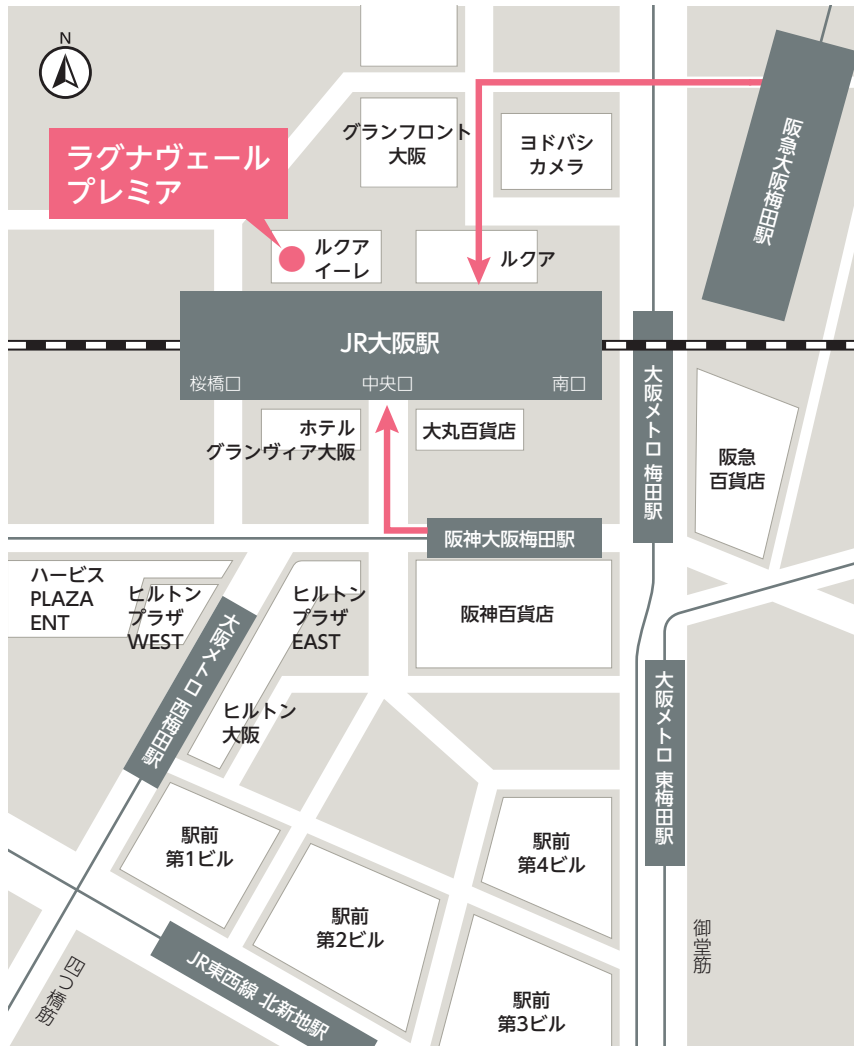 N
ラグナヴェール
プレミア
グランフロント
大阪
ヨドバシ
カメラ
阪急大阪梅田駅
ルクア
イーレ
ルクア
JR大阪駅
桜橋口
中央口
南口
大阪メトロ 梅田駅
ホテル
グランヴィア大阪
大丸百貨店
阪急
百貨店
阪神大阪梅田駅
ハービス
PLAZA
ENT
ヒルトン
プラザ
WEST
ヒルトン
プラザ
EAST
阪神百貨店
大阪メトロ 西梅田駅
ヒルトン
大阪
大阪メトロ 東梅田駅
駅前
第1ビル
駅前
第4ビル
駅前
第2ビル
御堂筋
JR東西線 北新地駅
四つ橋筋
駅前
第3ビル